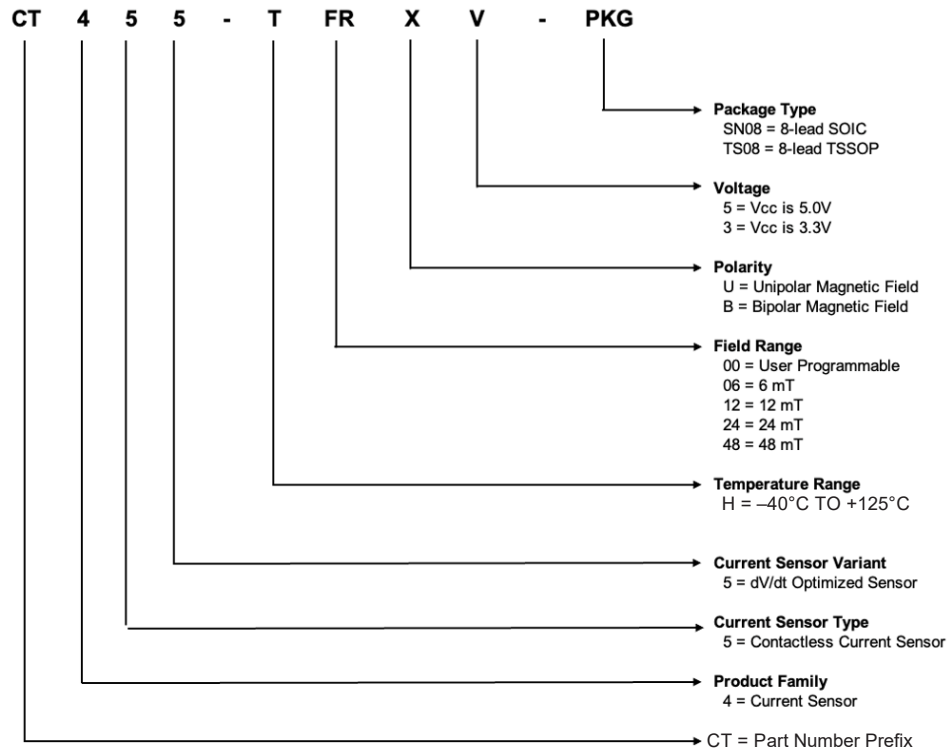 CT 4 5 5 - T FR X V - PKG
Package Type
SN08 = 8-lead SOIC
TS08 = 8-lead TSSOP
Voltage
5 = Vcc is 5.0V
3 = Vcc is 3.3V
Polarity
U = Unipolar Magnetic Field
B = Bipolar Magnetic Field
Field Range
00 = User Programmable
06 = 6 mT
12 = 12 mT
24 = 24 mT
48 = 48 mT
Temperature Range
H = –40°C TO +125°C
Current Sensor Variant
5 = dV/dt Optimized Sensor
Current Sensor Type
5 = Contactless Current Sensor
Product Family
4 = Current Sensor
CT = Part Number Prefix